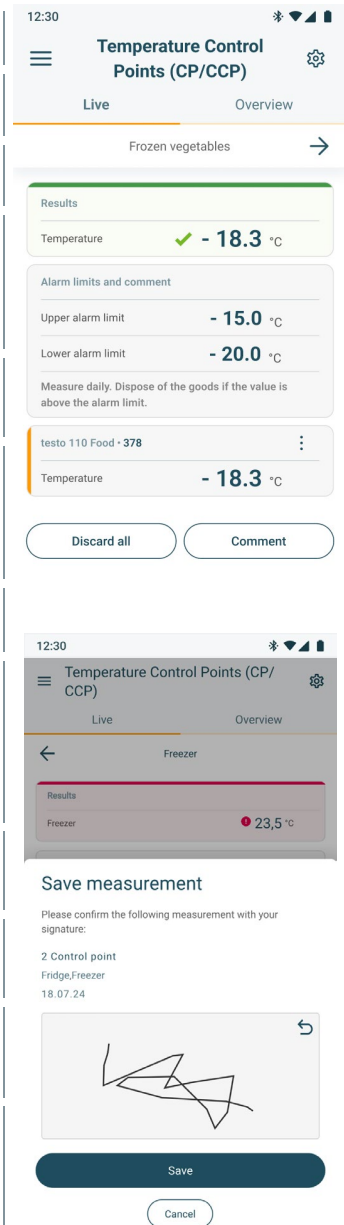 12:30
Temperature Control
Points (CP/CCP)
Live Overview
Frozen vegetables
Results
Temperature - 18.3 °C
Alarm limits and comment
Upper alarm limit - 15.0 °C
Lower alarm limit - 20.0 °C
Measure daily. Dispose of the goods if the value is
above the alarm limit.
testo 110 Food • 378
Temperature - 18.3 °C
Discard all Comment
12:30
Temperature Control Points (CP/
CCP)
Live Overview
Freezer
Results
Freezer 23,5 °C
Save measurement
Please confirm the following measurement with your
signature:
2 Control point
Fridge,Freezer
18.07.24
Save
Cancel